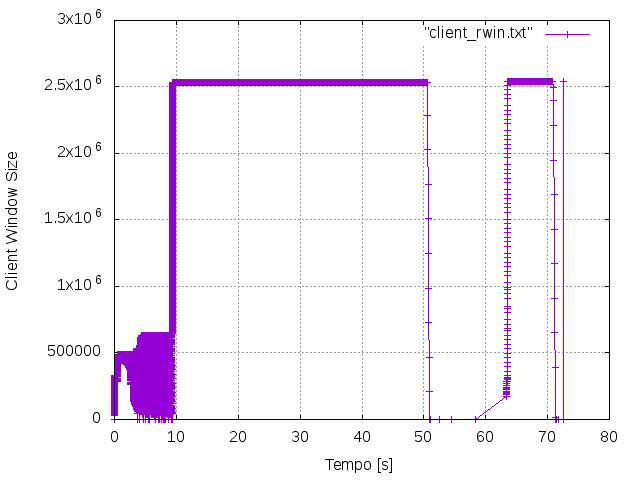 3x10^6
2.5x10^6
2x10^6
1.5x10^6
1x10^6
500000
0
0 10 20 30 40 50 60 70 80
Client Window Size
Tempo [s]
"client_rwin.txt"